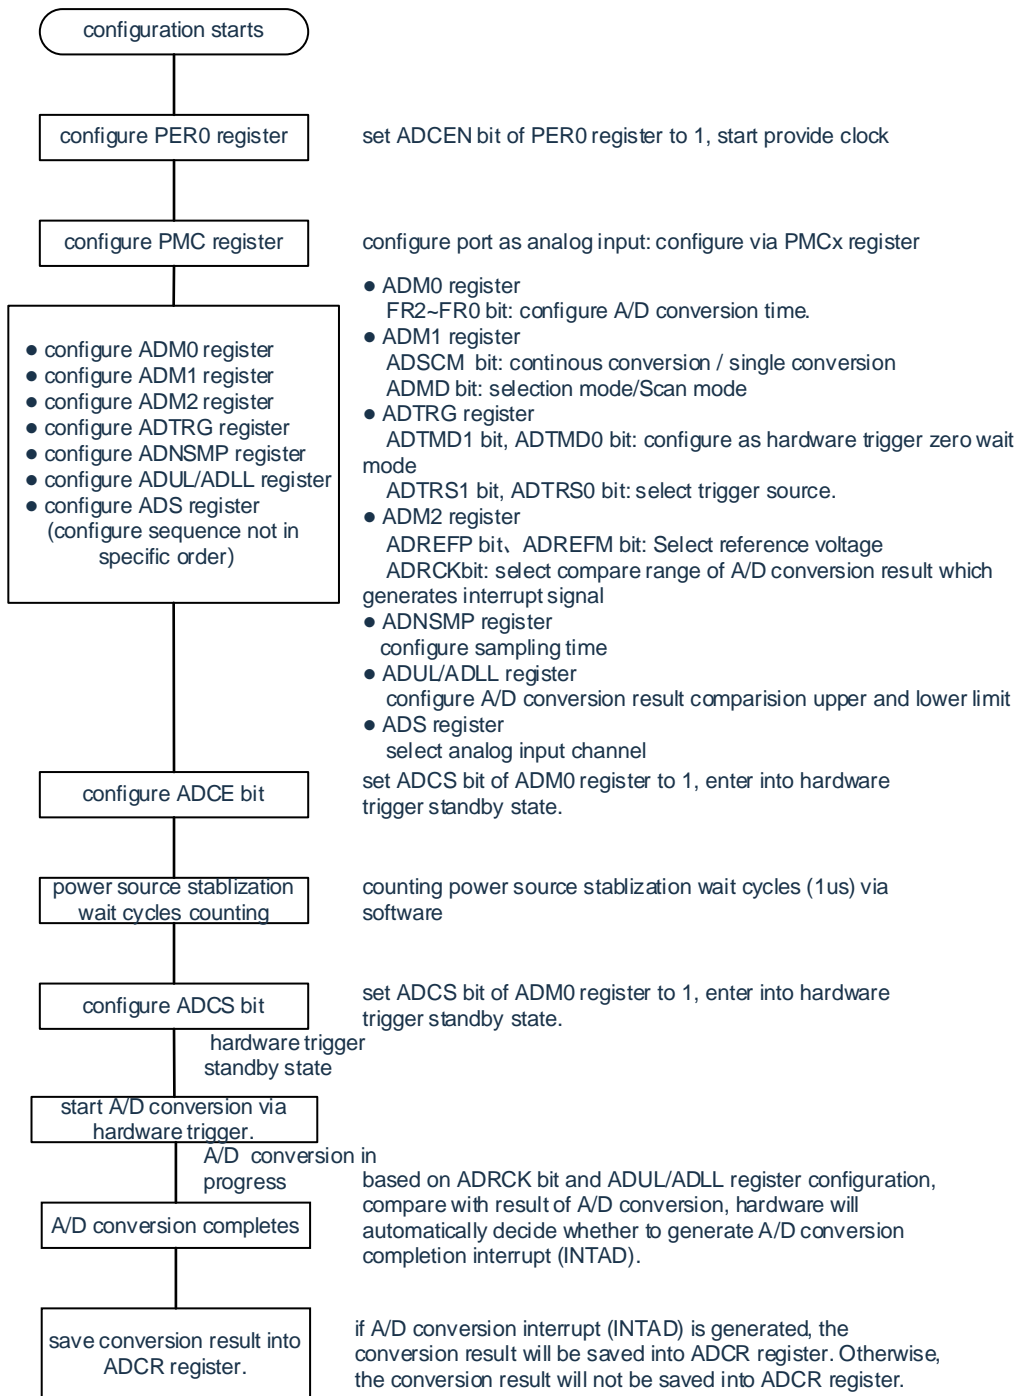 configuration starts
configure PER0 register
set ADCEN bit of PER0 register to 1, start provide clock
configure PMC register
configure port as analog input: configure via PMCx register
● configure ADM0 register
● configure ADM1 register
● configure ADM2 register
● configure ADTRG register
● configure ADNSMP register
● configure ADUL/ADLL register
● configure ADS register
(configure sequence not in
specific order)
● ADM0 register
FR2~FR0 bit: configure A/D conversion time.
● ADM1 register
ADSCM bit: continous conversion / single conversion
ADMD bit: selection mode/Scan mode
● ADTRG register
ADTMD1 bit, ADTMD0 bit: configure as hardware trigger zero wait
mode
ADTRS1 bit, ADTRS0 bit: select trigger source.
● ADM2 register
ADREFP bit、ADREFM bit: Select reference voltage
ADRCKbit: select compare range of A/D conversion result which
generates interrupt signal
● ADNSMP register
configure sampling time
● ADUL/ADLL register
configure A/D conversion result comparision upper and lower limit
● ADS register
select analog input channel
configure ADCE bit
set ADCS bit of ADM0 register to 1, enter into hardware
trigger standby state.
power source stablization
wait cycles counting
counting power source stablization wait cycles (1us) via
software
configure ADCS bit
set ADCS bit of ADM0 register to 1, enter into hardware
trigger standby state.
hardware trigger
standby state
start A/D conversion via
hardware trigger.
A/D conversion in
progress
A/D conversion completes
based on ADRCK bit and ADUL/ADLL register configuration,
compare with result of A/D conversion, hardware will
automatically decide whether to generate A/D conversion
completion interrupt (INTAD).
save conversion result into
ADCR register.
if A/D conversion interrupt (INTAD) is generated, the
conversion result will be saved into ADCR register. Otherwise,
the conversion result will not be saved into ADCR register.